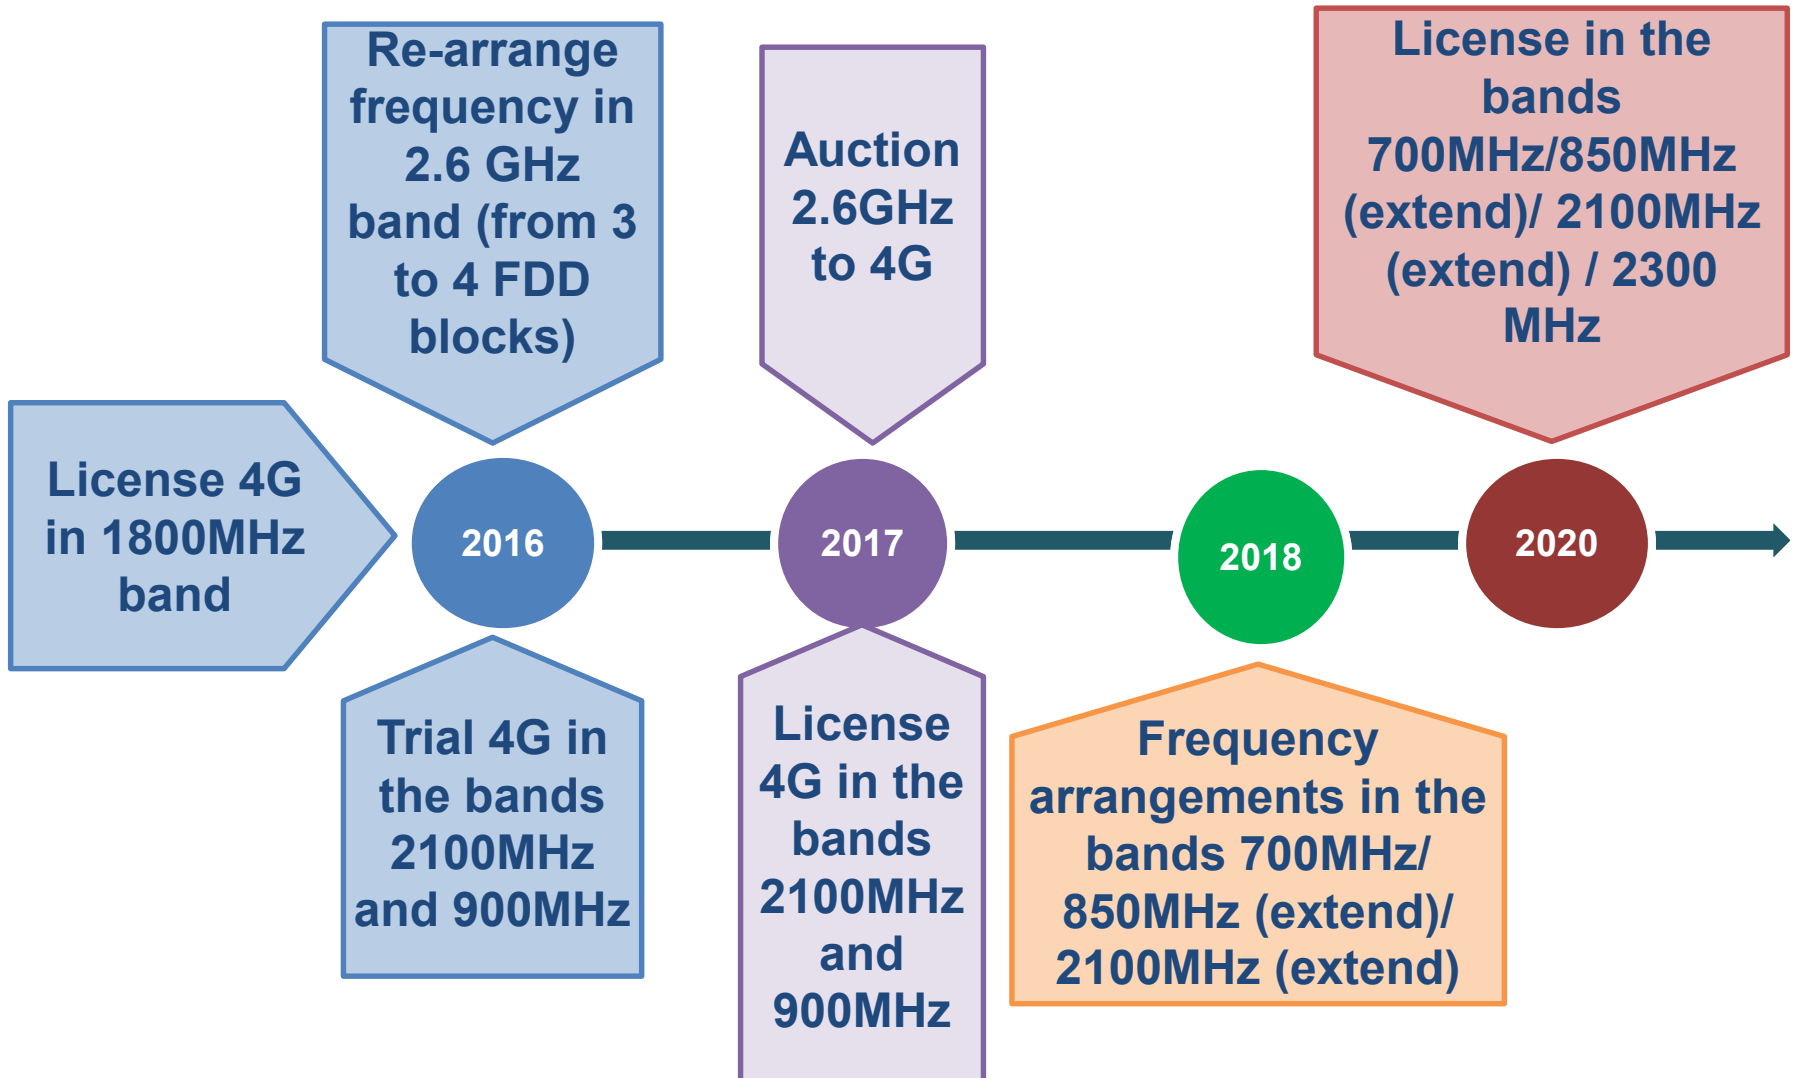 Re-arrange
frequency in
2.6 GHz
band (from 3
to 4 FDD
blocks)
Auction
2.6GHz
to 4G
License in the
bands
700MHz/850MHz
(extend)/ 2100MHz
(extend) / 2300
MHz
License 4G
in 1800MHz
band
2016
2017
2018
2020
Trial 4G in
the bands
2100MHz
and 900MHz
License
4G in the
bands
2100MHz
and
900MHz
Frequency
arrangements in the
bands 700MHz/
850MHz (extend)/
2100MHz (extend)